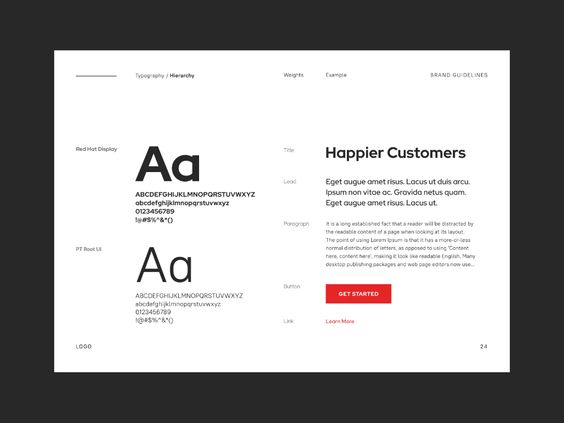 Typography / Hierarchy
Weights
Example
BRAND GUIDELINES
Red Hat Display
Aa
ABCDEFGHIJKLMNOPQRSTUVWXYZ
abcdefghijklmnopqrstuvwxyz
0123456789
!@#$%^&*()
PT Root UI
Aa
ABCDEFGHIJKLMNOPQRSTUVWXYZ
abcdefghijklmnopqrstuvwxyz
0123456789
!@#$%^&*()
Title
Happier Customers
Lead
Eget augue amet risus. Lacus ut duis arcu.
Ipsum non vitae ac. Gravida eget quam.
Eget augue amet risus. Lacus ut.
Paragraph
It is a long established fact that a reader will be distracted by
the readable content of a page when looking at its layout.
The point of using Lorem Ipsum is that it has a more-or-less
normal distribution of letters, as opposed to using 'Content
here, content here', making it look like readable English. Many
desktop publishing packages and web page editors now use...
Button
GET STARTED
Link
Learn More
LOGO
24